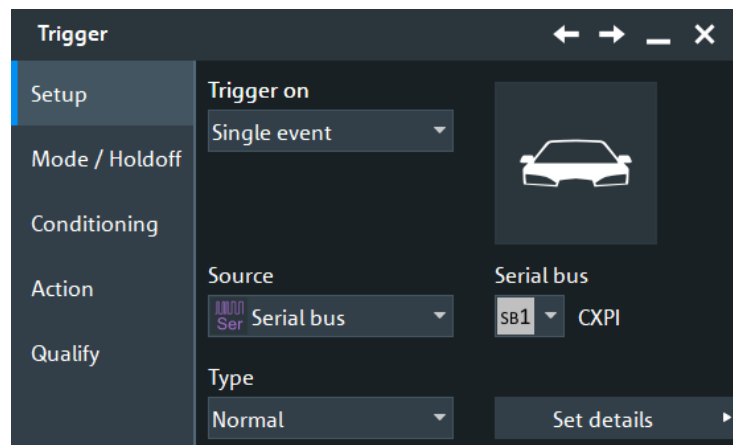 Trigger
Setup
Mode / Holdoff
Conditioning
Action
Qualify
Trigger on
Single event
Source
Serial bus
Ser Serial bus
SB1 CXPI
Type
Normal
Set details